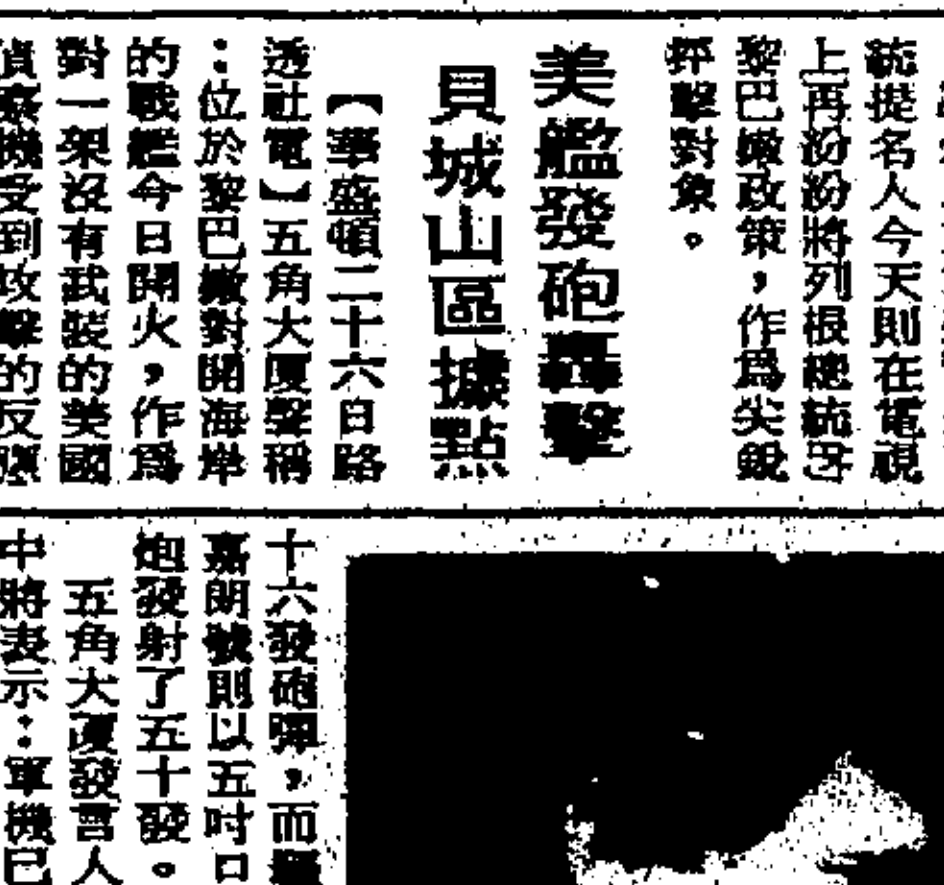 統提名人今天則在電視
上再紛紛將列根總統的
黎巴嫩政策,作爲尖銳
抨擊對象。
美艦發砲轟擊
貝城山區據點
【華盛頓二十六日路
透社電】五角大廈聲稱
:位於黎巴嫩對開海岸
的戰艦今日開火,作爲
對一架沒有武裝的美國
偵察機受到攻擊的反應
十六發砲彈,而
嘉朗號則以五吋口
炮發射了五十發。
五角大廈發言人
中將表示:軍機已